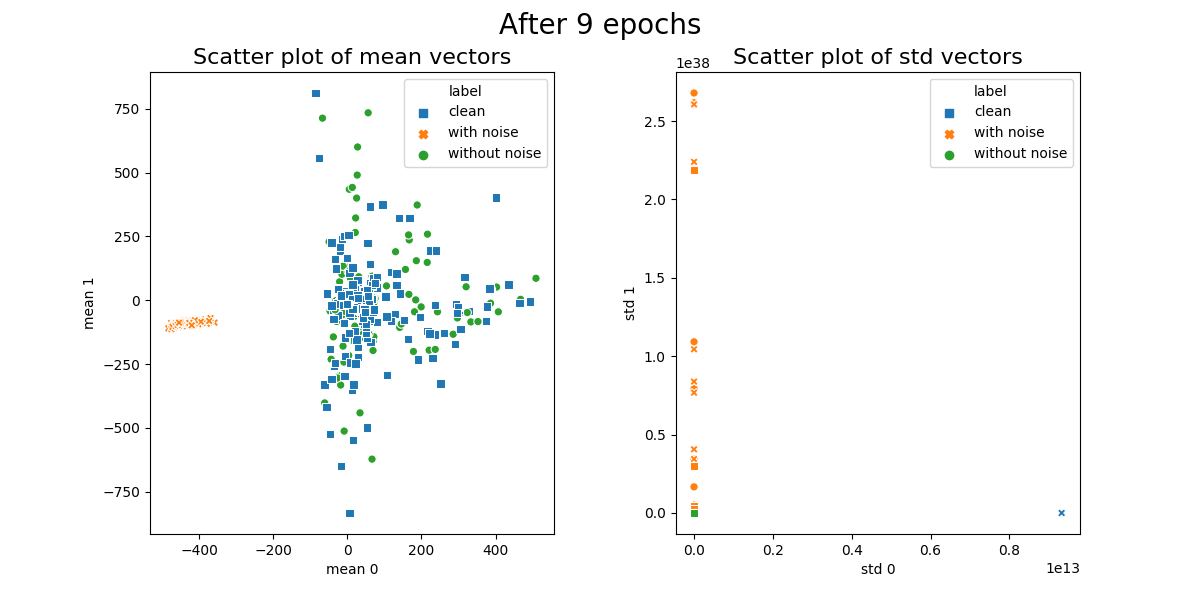 After 9 epochs
Scatter plot of mean vectors
label
clean
with noise
without noise
750
500
250
0
−250
−500
−750
mean 1
−400
−200
0
200
400
mean 0
Scatter plot of std vectors
1e38
label
clean
with noise
without noise
2.5
2.0
1.5
1.0
0.5
0.0
std 1
0.0
0.2
0.4
0.6
0.8
std 0
1e13